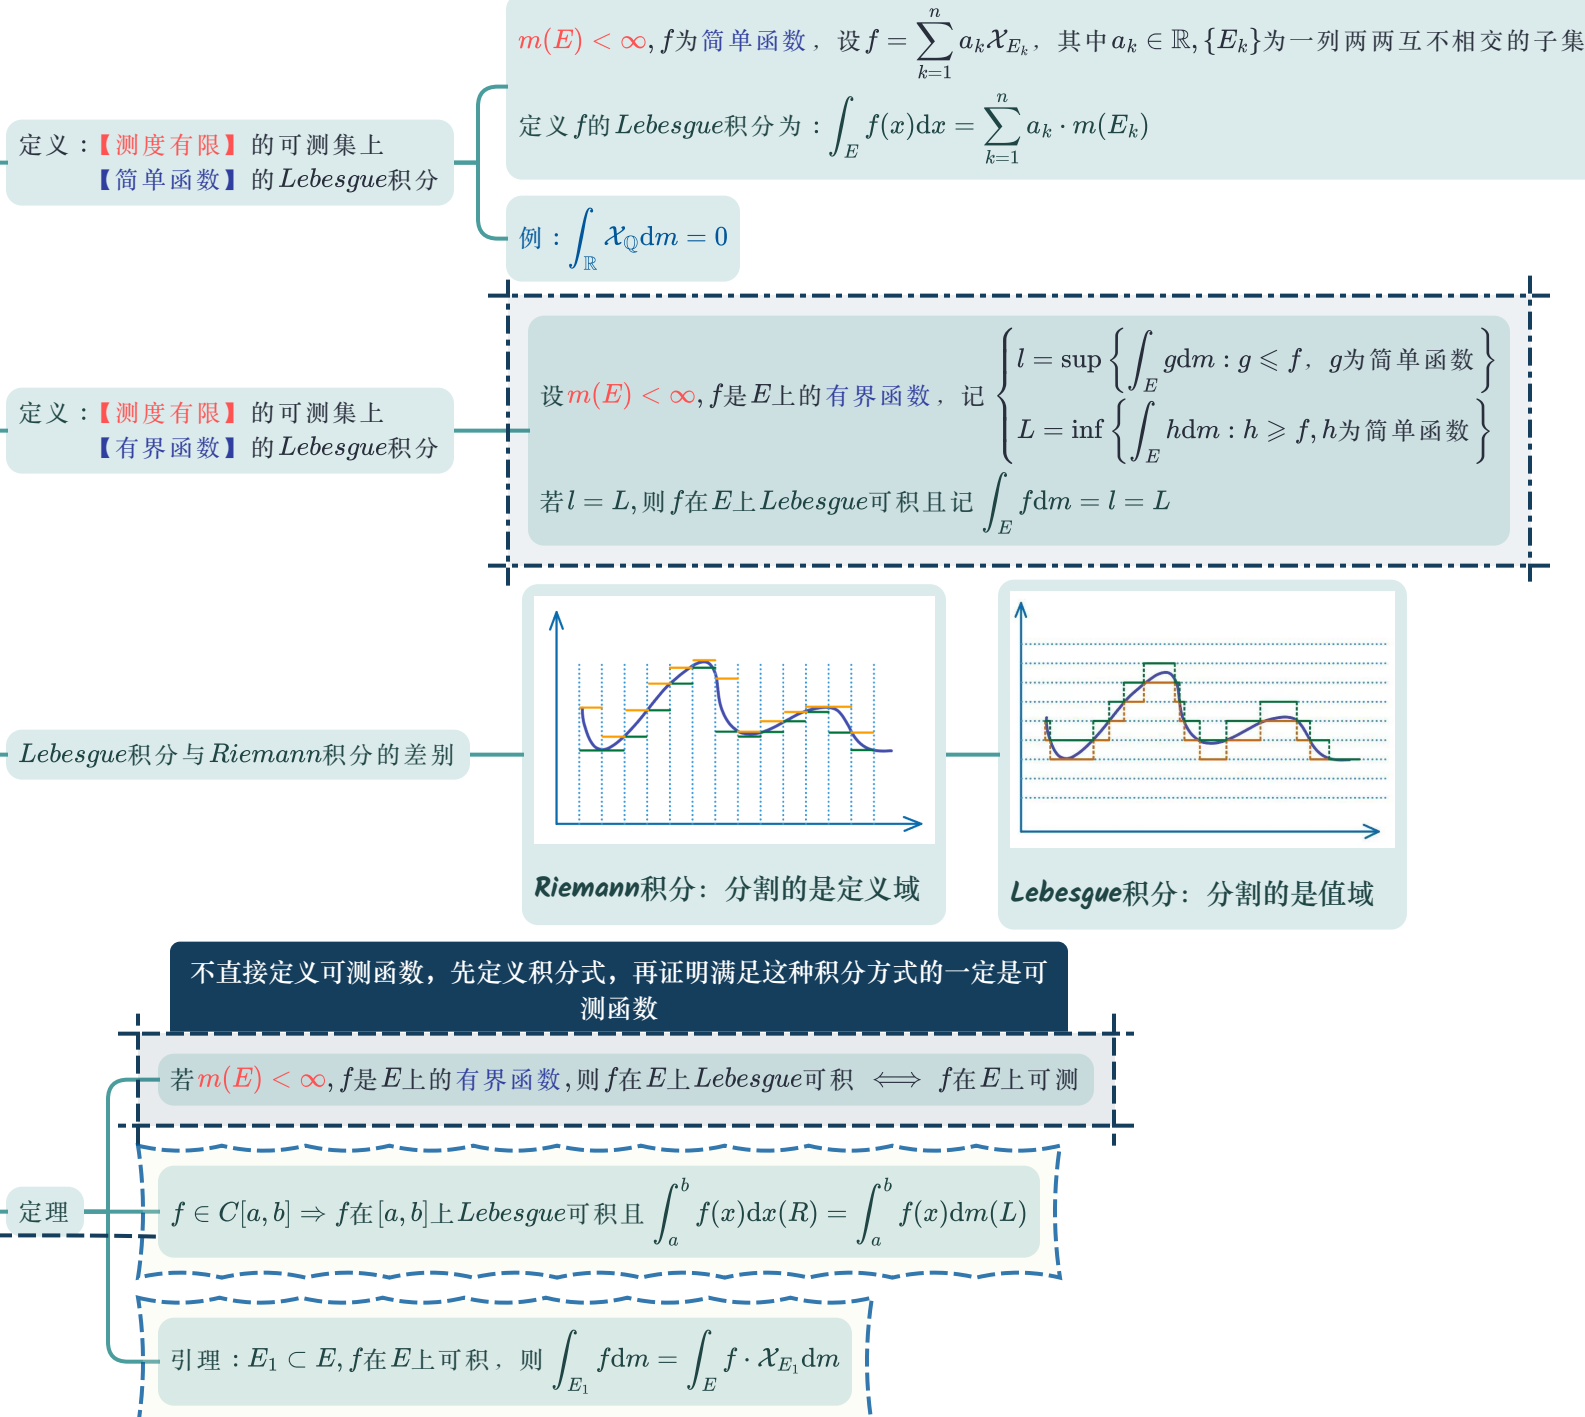 m(E) < ∞, f为简单函数，设 f = ∑_{k=1}^{n} a_k 𝒳_{E_k}，其中 a_k ∈ ℝ, {E_k}为一列两两互不相交的子集
定义 f的Lebesgue积分为：∫_E f(x)dx = ∑_{k=1}^{n} a_k · m(E_k)
定义：【测度有限】的可测集上
【简单函数】的Lebesgue积分
例：∫_ℝ 𝒳_ℚ dm = 0
定义：【测度有限】的可测集上
【有界函数】的Lebesgue积分
设m(E) < ∞, f是E上的有界函数，记 { l = sup { ∫_E gdm : g ⩽ f，g为简单函数 }
L = inf { ∫_E hdm : h ⩾ f, h为简单函数 }
若l = L, 则f在E上Lebesgue可积且记 ∫_E fdm = l = L
Lebesgue积分与Riemann积分的差别
Riemann积分：分割的是定义域
Lebesgue积分：分割的是值域
不直接定义可测函数，先定义积分式，再证明满足这种积分方式的一定是可
测函数
若m(E) < ∞, f是E上的有界函数, 则f在E上Lebesgue可积 ⟺ f在E上可测
定理
f ∈ C[a, b] ⇒ f在[a, b]上Lebesgue可积且 ∫_a^b f(x)dx(R) = ∫_a^b f(x)dm(L)
引理：E_1 ⊂ E, f在E上可积，则 ∫_{E_1} fdm = ∫_E f · 𝒳_{E_1} dm